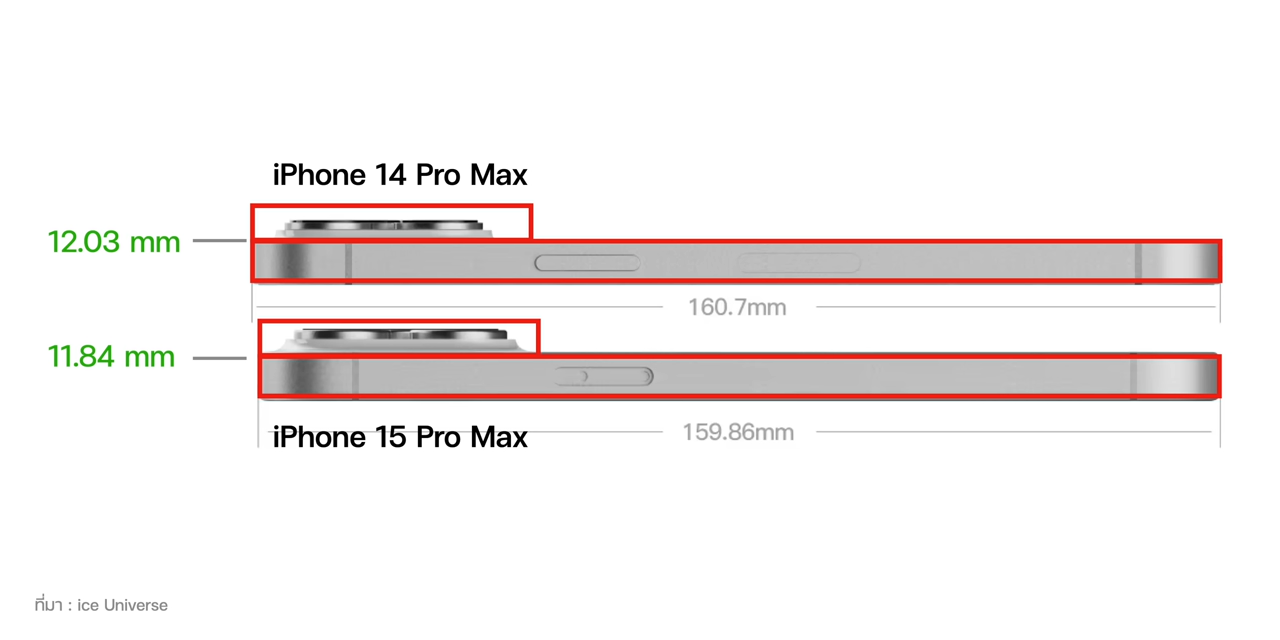 iPhone 14 Pro Max
12.03 mm
160.7mm
11.84 mm
iPhone 15 Pro Max
159.86mm
ที่มา : ice Universe